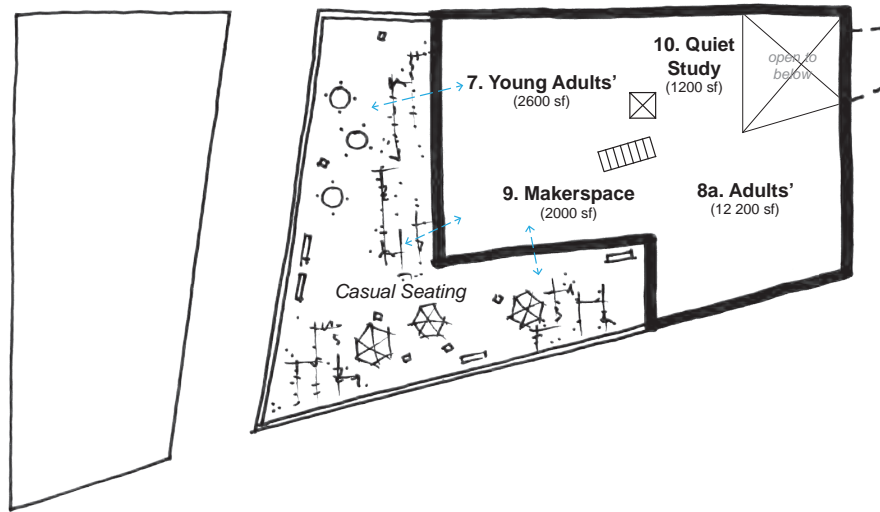 10. Quiet
Study
(1200 sf)
open to
below
7. Young Adults’
(2600 sf)
9. Makerspace
(2000 sf)
8a. Adults’
(12 200 sf)
Casual Seating